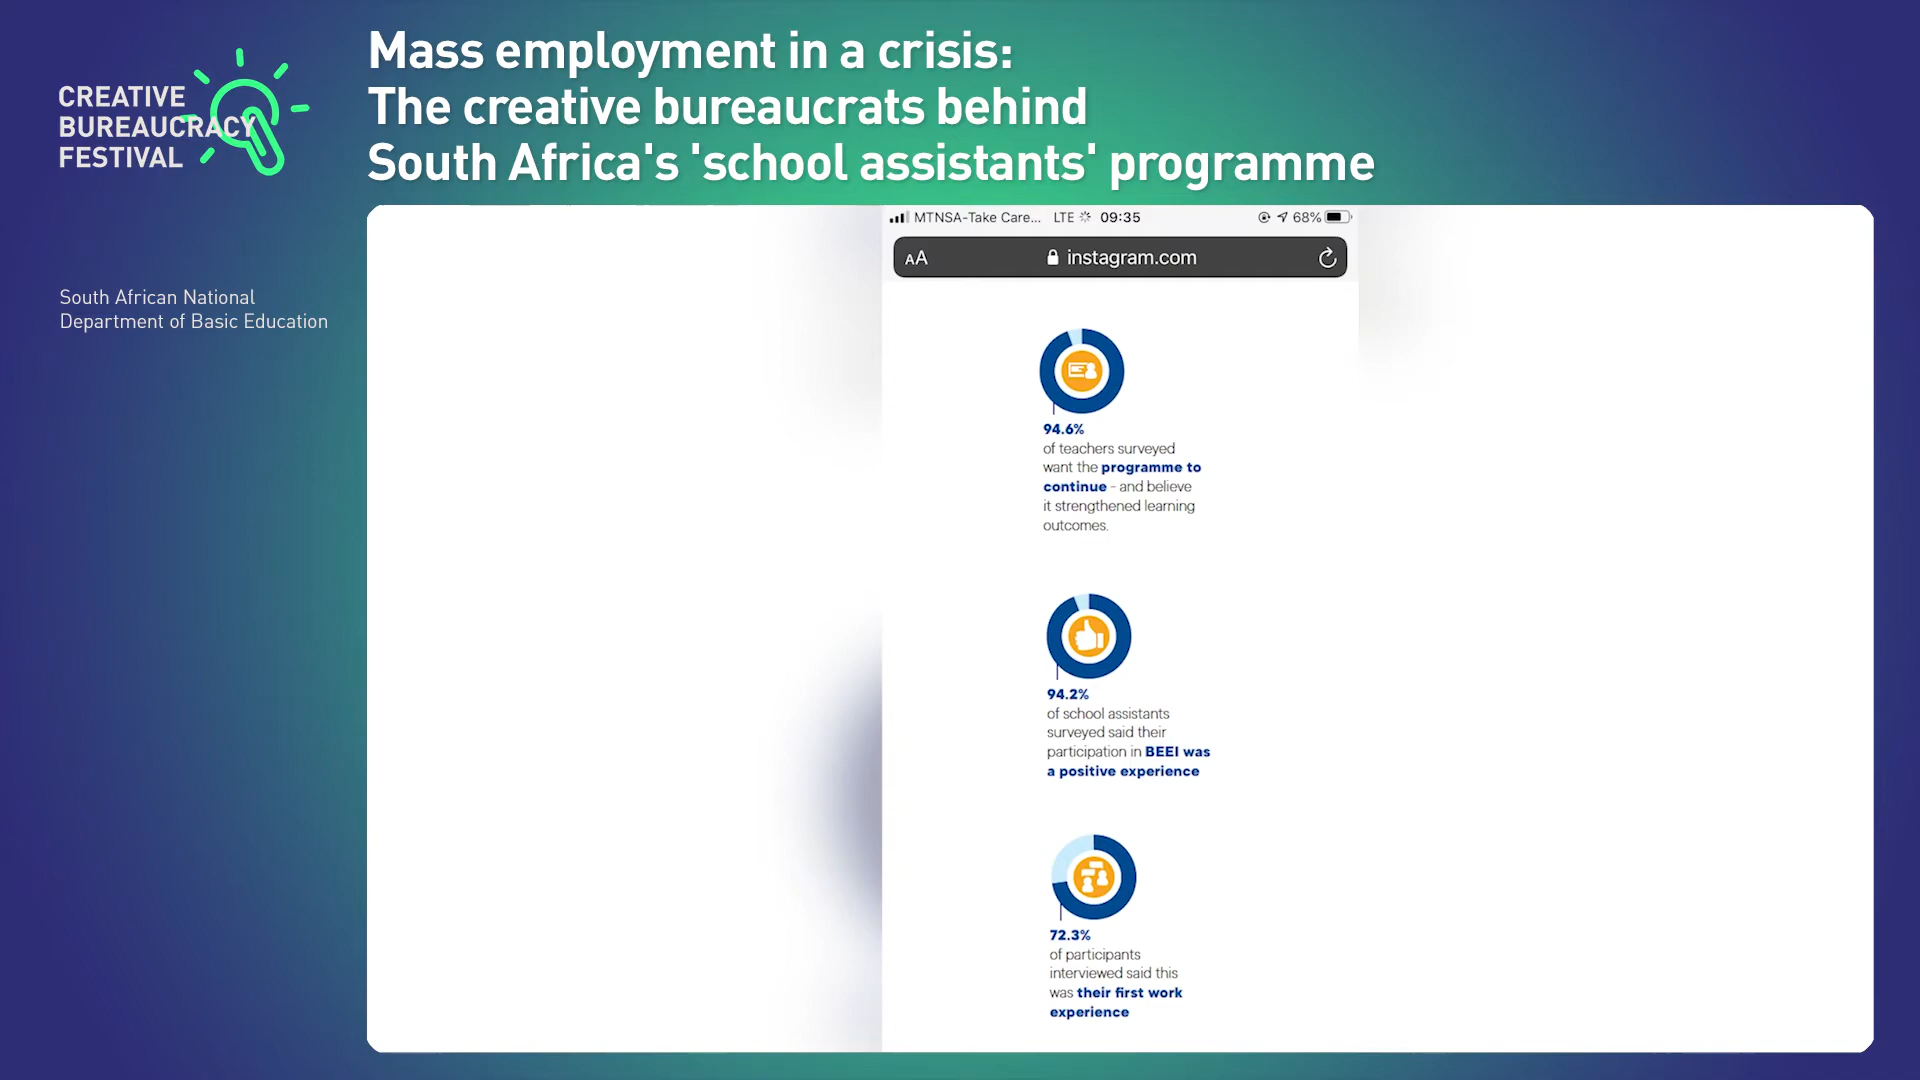 CREATIVE
BUREAUCRACY
FESTIVAL
Mass employment in a crisis:
The creative bureaucrats behind
South Africa's 'school assistants' programme
South African National
Department of Basic Education
MTNSA-Take Care... LTE 09:35 68%
AA instagram.com
94.6%
of teachers surveyed
want the programme to
continue - and believe
it strengthened learning
outcomes.
94.2%
of school assistants
surveyed said their
participation in BEEI was
a positive experience
72.3%
of participants
interviewed said this
was their first work
experience